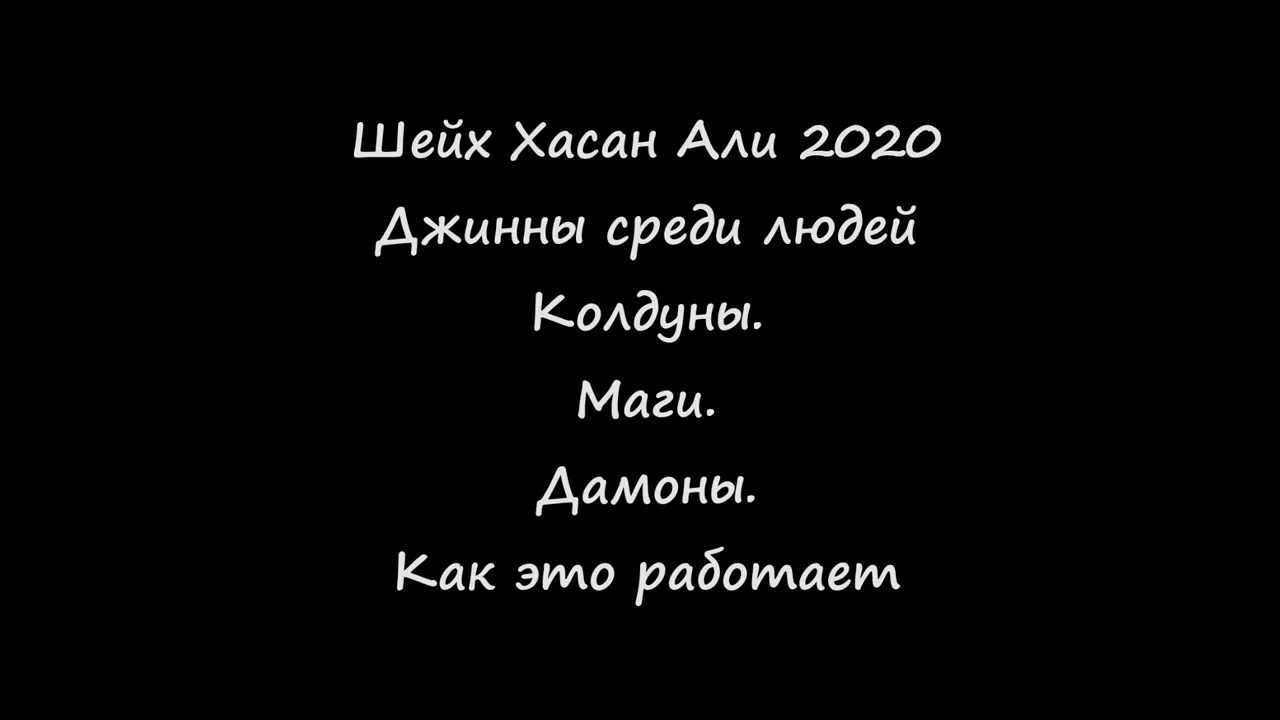 Шейх Хасан Али 2020
Джинны среди людей
Колдуны.
Маги.
Дамоны.
Как это работает